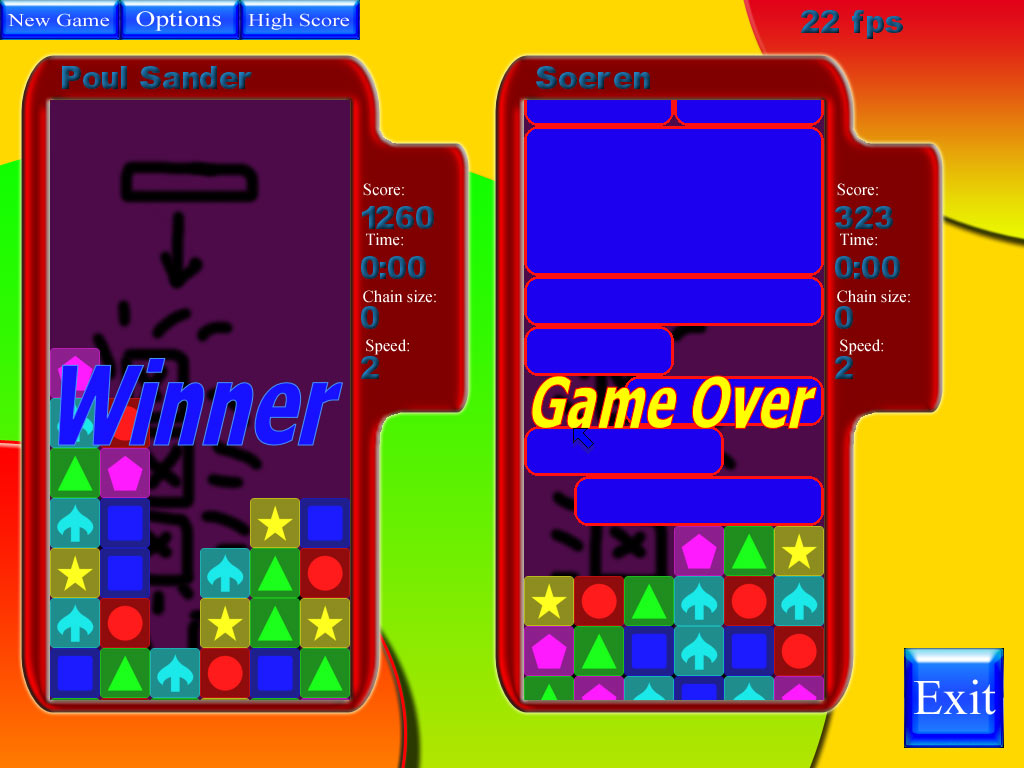 New Game Options High Score
22 fps
Poul Sander
Score:
1260
Time:
0:00
Chain size:
0
Speed:
2
Winner
Soeren
Score:
323
Time:
0:00
Chain size:
0
Speed:
2
Game Over
Exit